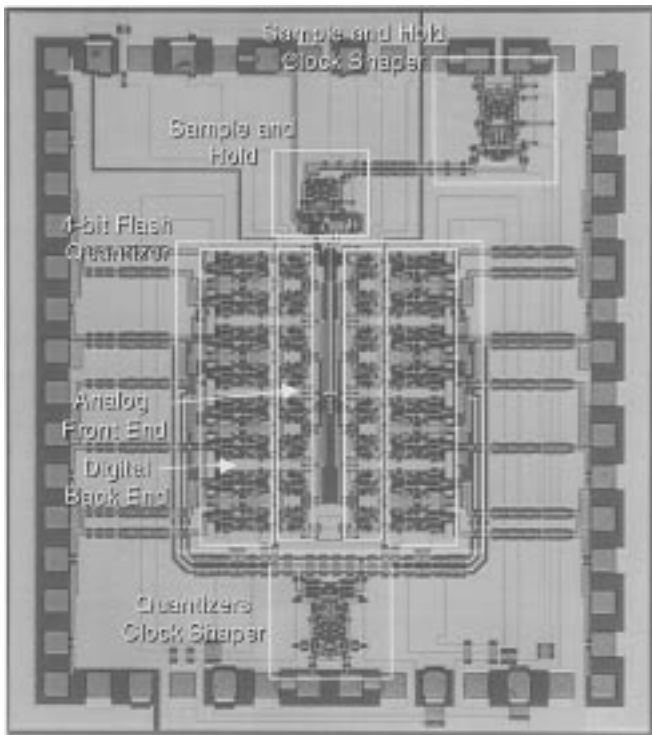 Sample and Hold
Clock Shaper
Sample and
Hold
4-bit Flash
Quantizer
Analog
Front End
Digital
Back End
Quantizers
Clock Shaper